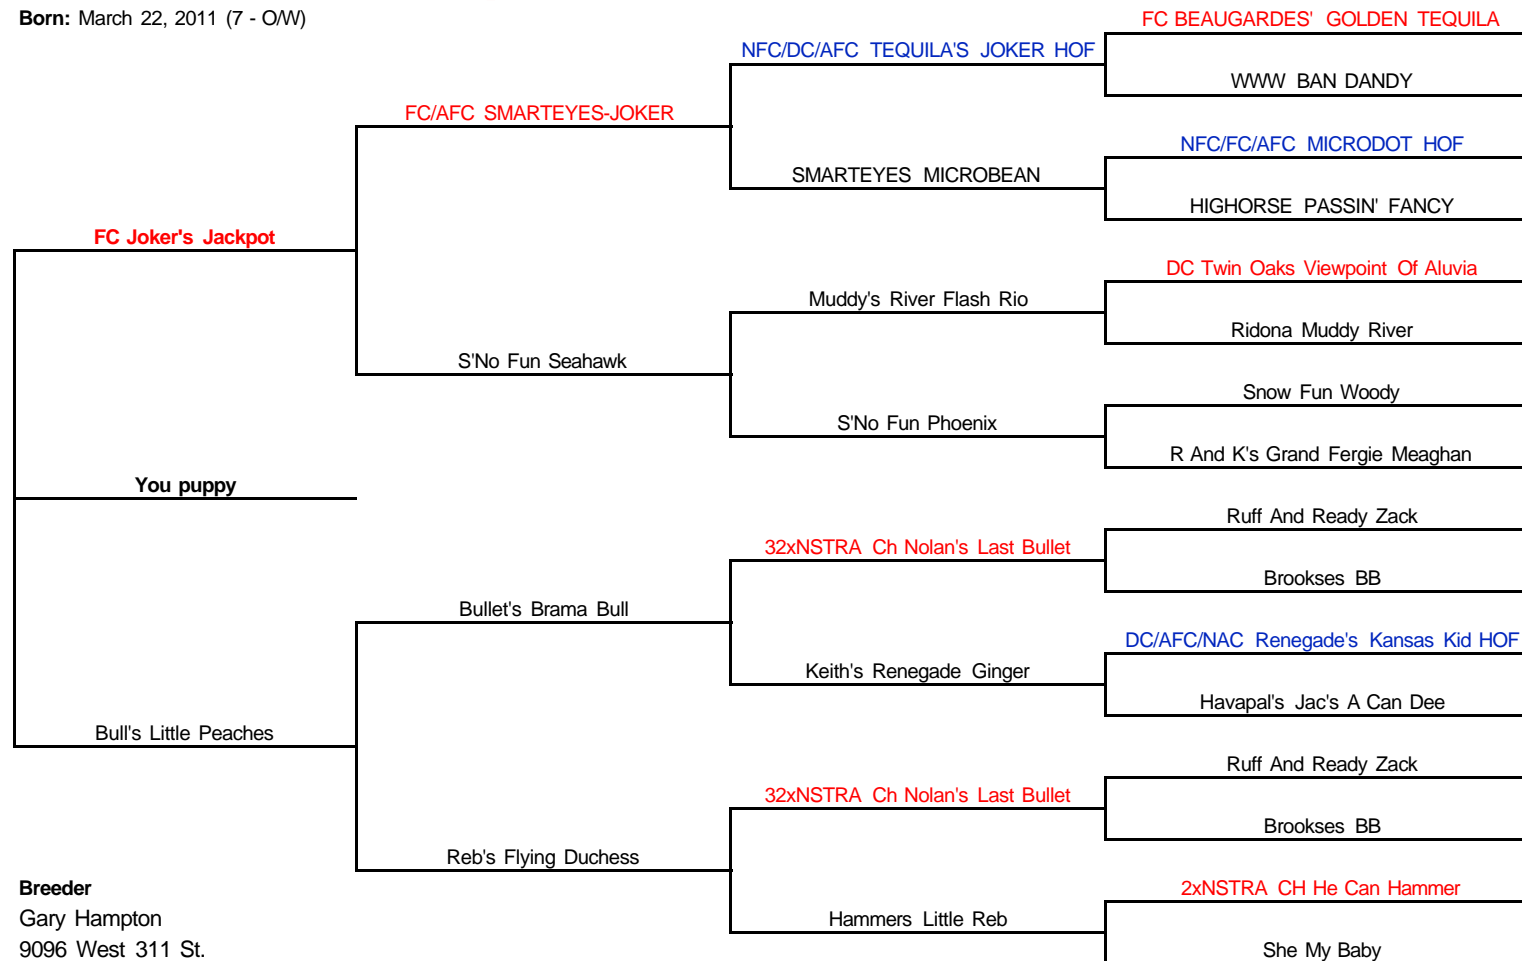 Born: March 22, 2011 (7 - O/W)
FC BEAUGARDES' GOLDEN TEQUILA
NFC/DC/AFC TEQUILA'S JOKER HOF
WWW BAN DANDY
FC/AFC SMARTEYES-JOKER
NFC/FC/AFC MICRODOT HOF
SMARTEYES MICROBEAN
HIGHORSE PASSIN' FANCY
FC Joker's Jackpot
DC Twin Oaks Viewpoint Of Aluvia
Muddy's River Flash Rio
Ridona Muddy River
S'No Fun Seahawk
Snow Fun Woody
S'No Fun Phoenix
R And K's Grand Fergie Meaghan
You puppy
Ruff And Ready Zack
32xNSTRA Ch Nolan's Last Bullet
Brookses BB
Bullet's Brama Bull
DC/AFC/NAC Renegade's Kansas Kid HOF
Keith's Renegade Ginger
Havapal's Jac's A Can Dee
Bull's Little Peaches
Ruff And Ready Zack
32xNSTRA Ch Nolan's Last Bullet
Brookses BB
Reb's Flying Duchess
2xNSTRA CH He Can Hammer
Hammers Little Reb
She My Baby
Breeder
Gary Hampton
9096 West 311 St.